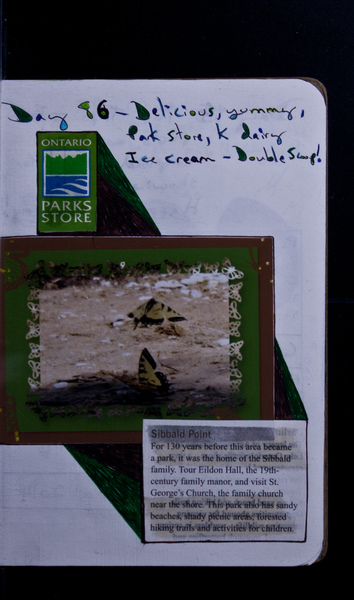 Day 86 - Delicious, yummy,
Park store, K dairy
Ice cream - Double Scoop!
ONTARIO
PARKS
STORE
Sibbald Point
For 130 years before this area became
a park, it was the home of the Sibbald
family. Tour Eildon Hall, the 19th-
century family manor, and visit St.
George's Church, the family church
near the shore. This park also has sandy
beaches, shady picnic areas, forested
hiking trails and activities for children.